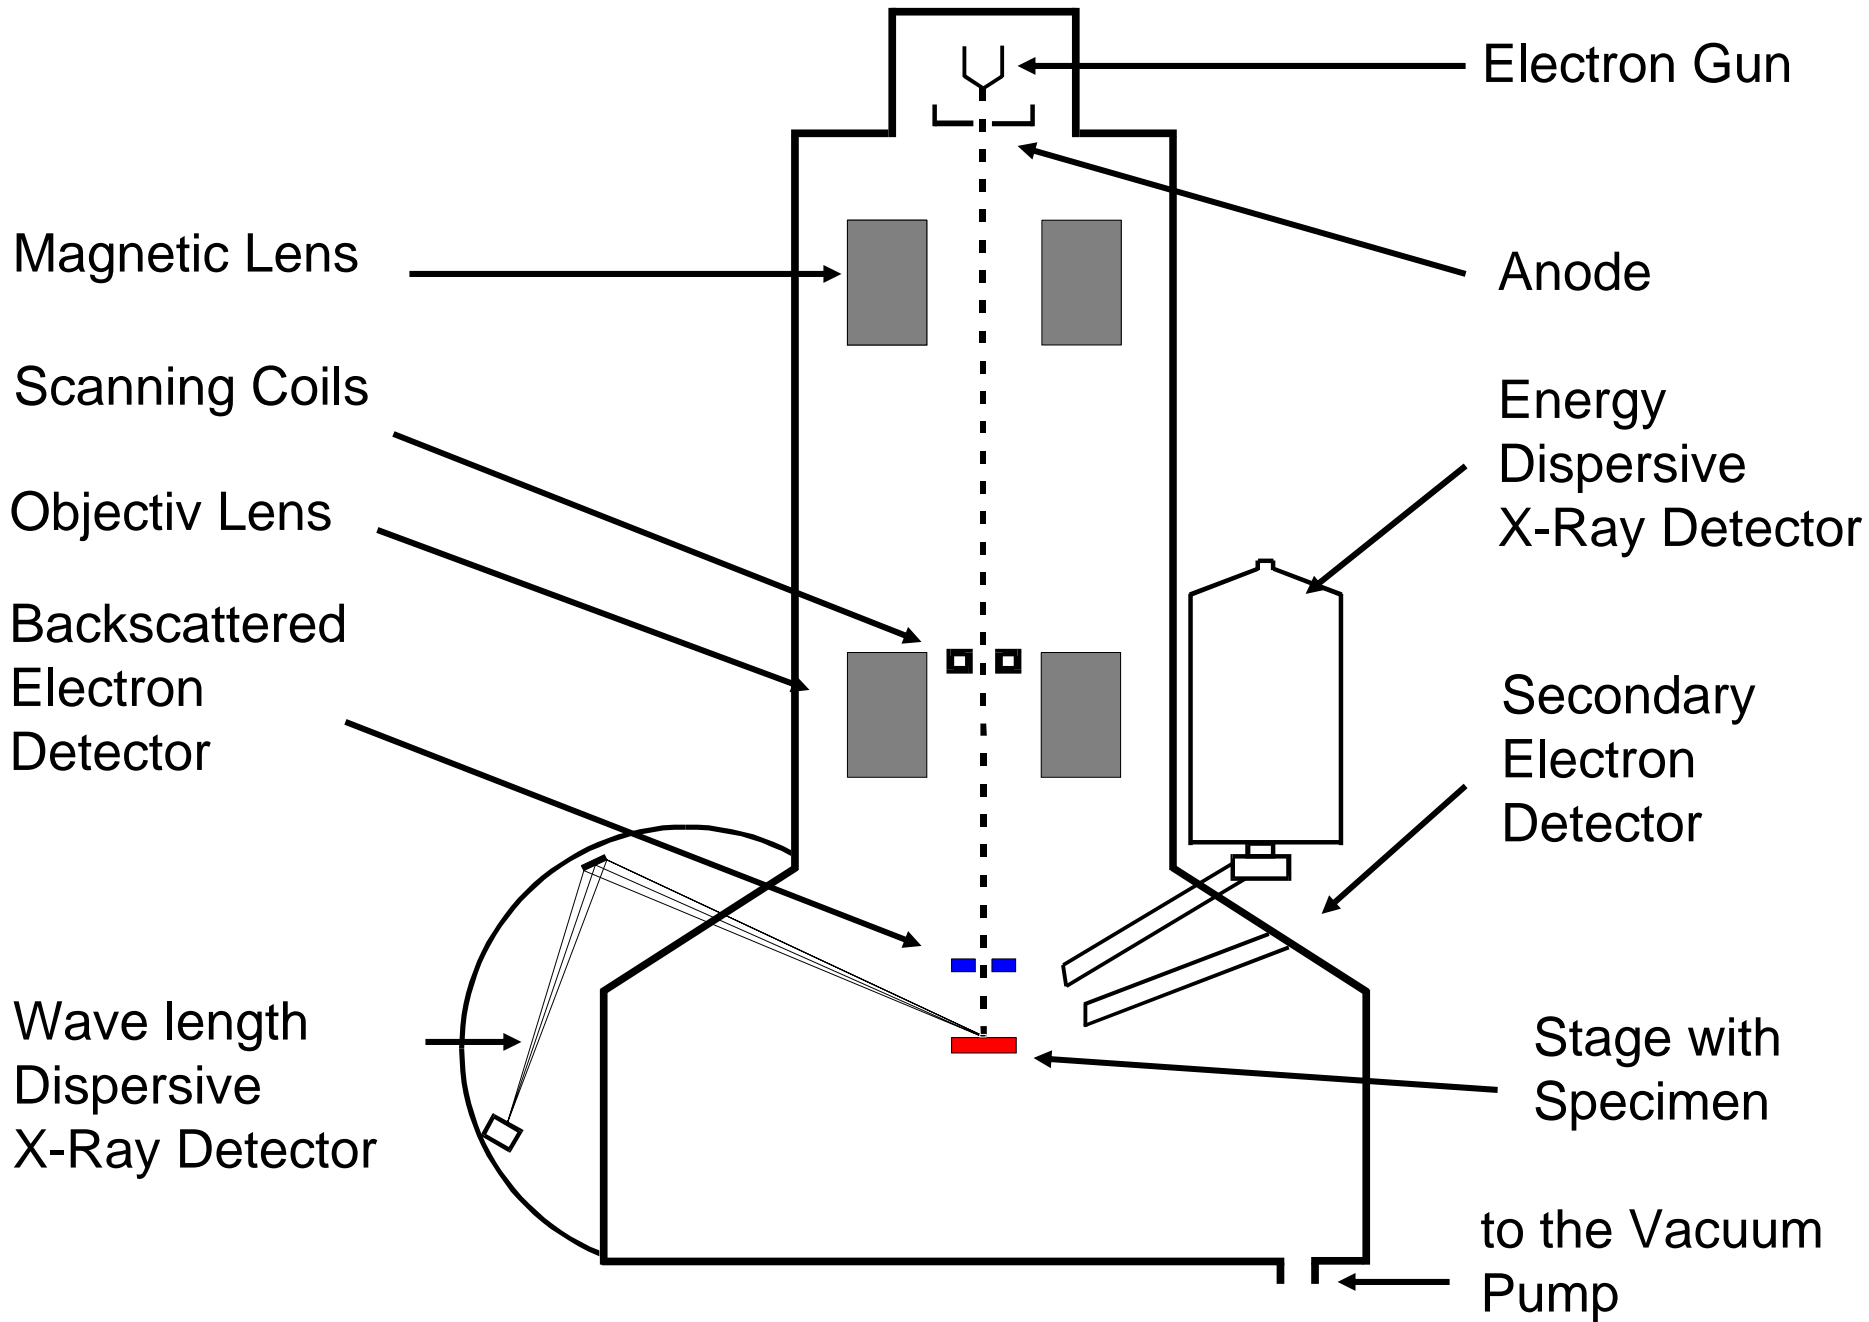 Electron Gun
Magnetic Lens
Anode
Scanning Coils
Energy
Dispersive
X-Ray Detector
Objectiv Lens
Backscattered
Electron
Detector
Secondary
Electron
Detector
Wave length
Dispersive
X-Ray Detector
Stage with
Specimen
to the Vacuum
Pump